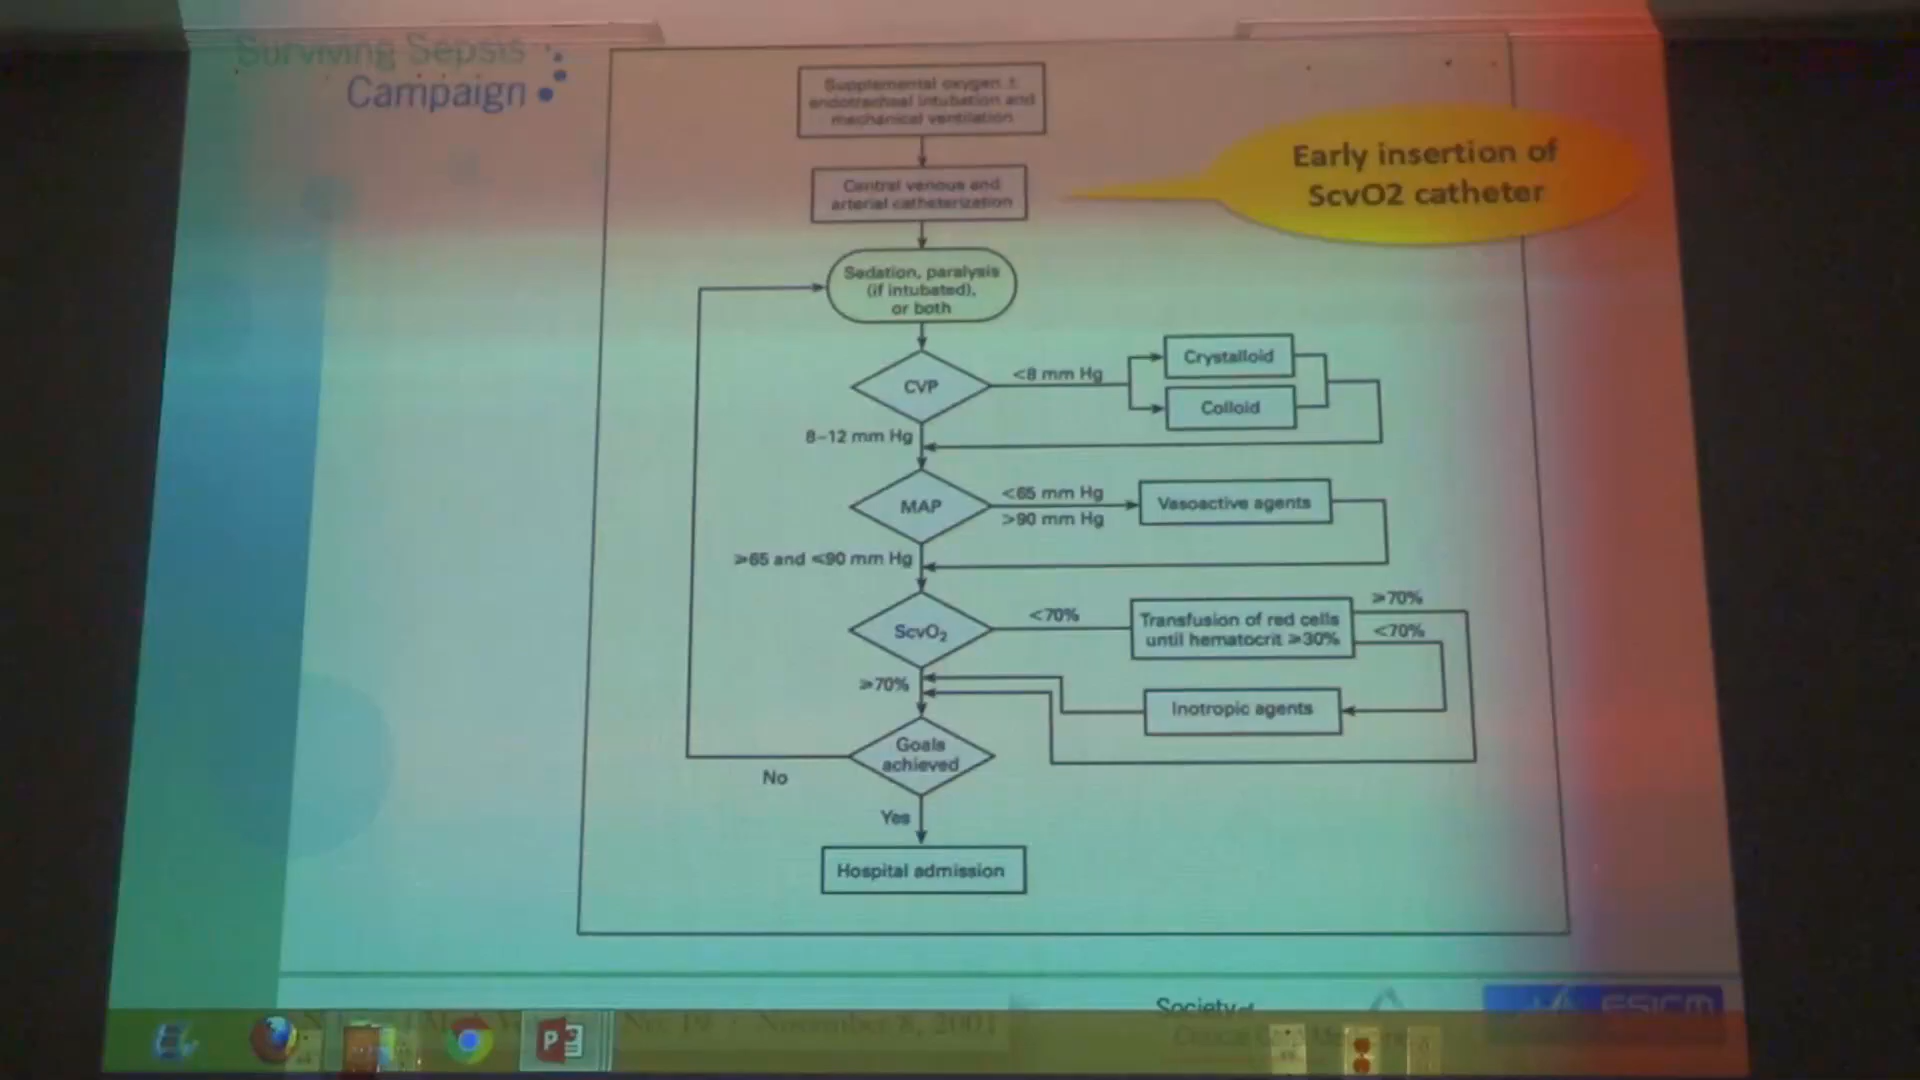 Surviving Sepsis
Campaign
Supplemental oxygen ±
endotracheal intubation and
mechanical ventilation
Central venous and
arterial catheterization
Early insertion of
ScvO2 catheter
Sedation, paralysis
(if intubated),
or both
CVP
<8 mm Hg
Crystalloid
Colloid
8–12 mm Hg
MAP
<65 mm Hg
>90 mm Hg
Vasoactive agents
≥65 and ≤90 mm Hg
ScvO₂
<70%
Transfusion of red cells
until hematocrit ≥30%
≥70%
<70%
≥70%
Inotropic agents
Goals
achieved
No
Yes
Hospital admission
Society of
ESICM
November 8, 2001